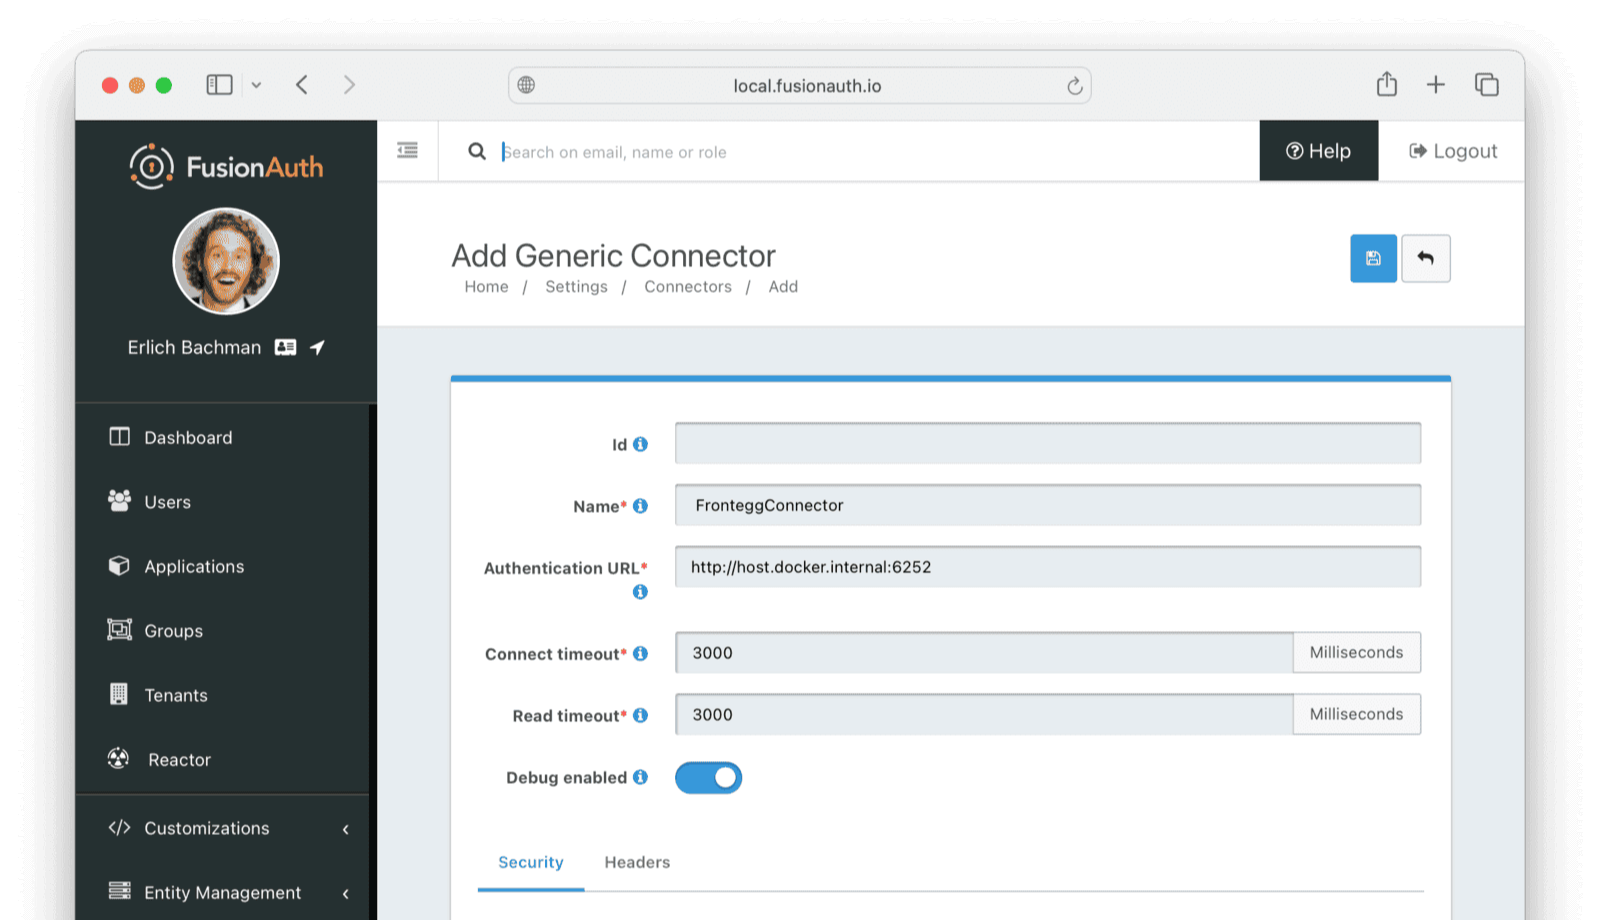 local.fusionauth.io
FusionAuth
Search on email, name or role
Help
Logout
Add Generic Connector
Home / Settings / Connectors / Add
Erlich Bachman
Dashboard
Users
Applications
Groups
Tenants
Reactor
Customizations
Entity Management
Id
Name* FronteggConnector
Authentication URL* http://host.docker.internal:6252
Connect timeout* 3000 Milliseconds
Read timeout* 3000 Milliseconds
Debug enabled
Security Headers